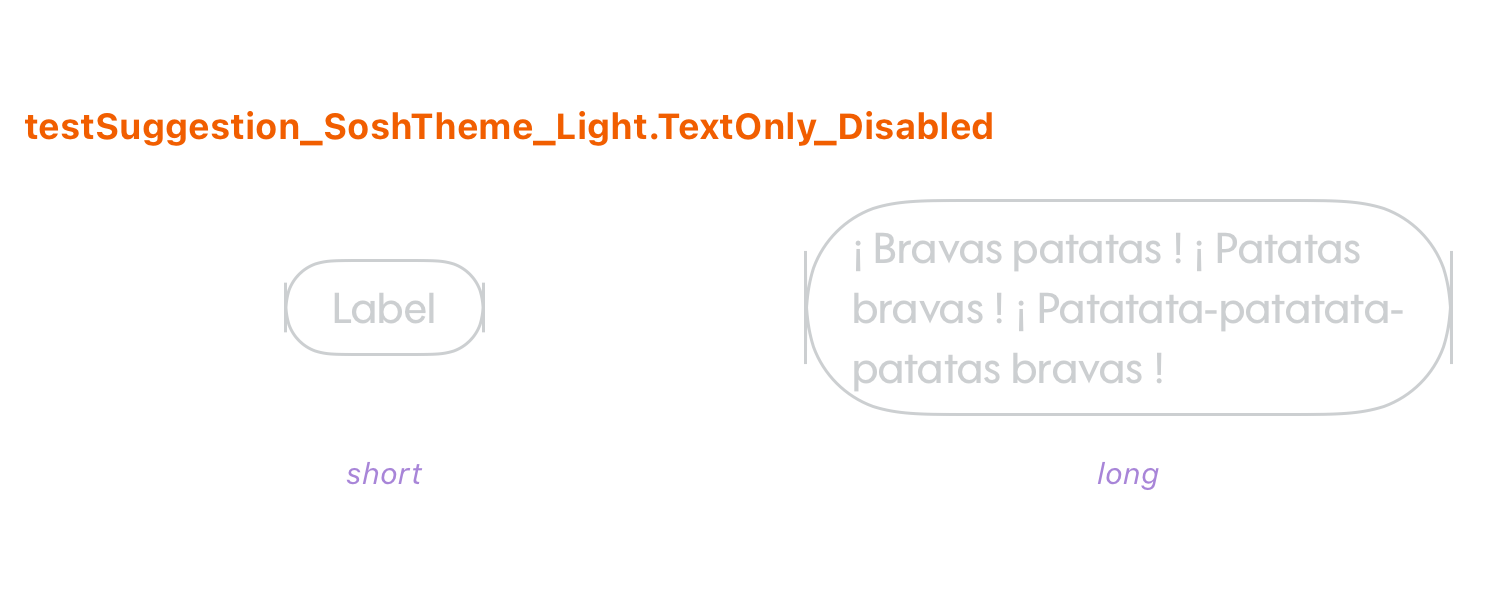 testSuggestion_SoshTheme_Light.TextOnly_Disabled
Label
¡ Bravas patatas ! ¡ Patatas
bravas ! ¡ Patatata-patatata-
patatas bravas !
short
long